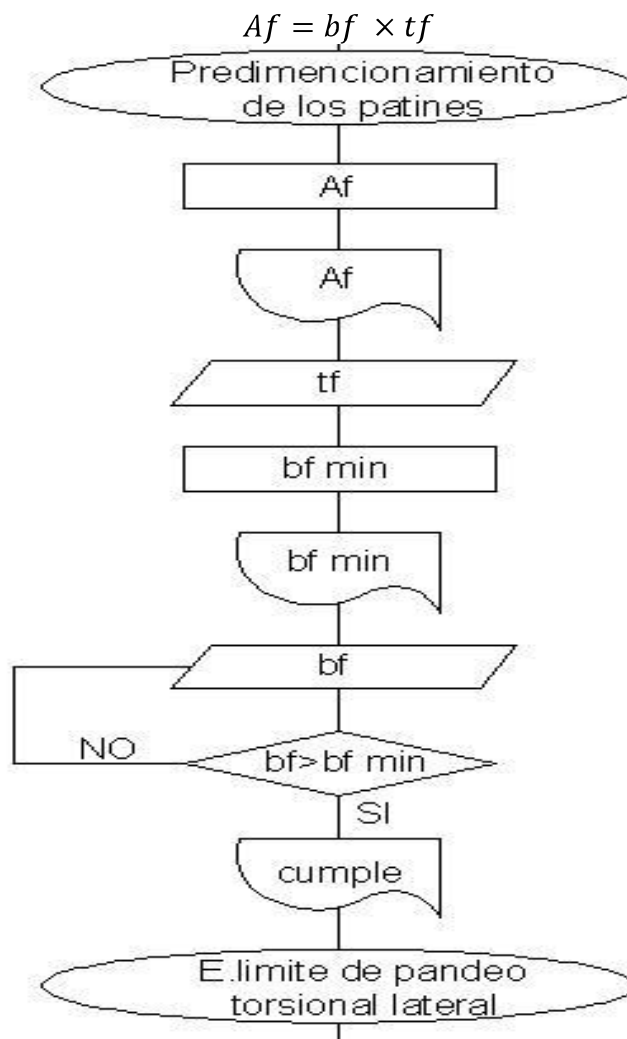 Af = bf × tf
Predimencionamiento
de los patines
Af
Af
tf
bf min
bf min
bf
NO
bf>bf min
SI
cumple
E.limite de pandeo
torsional lateral